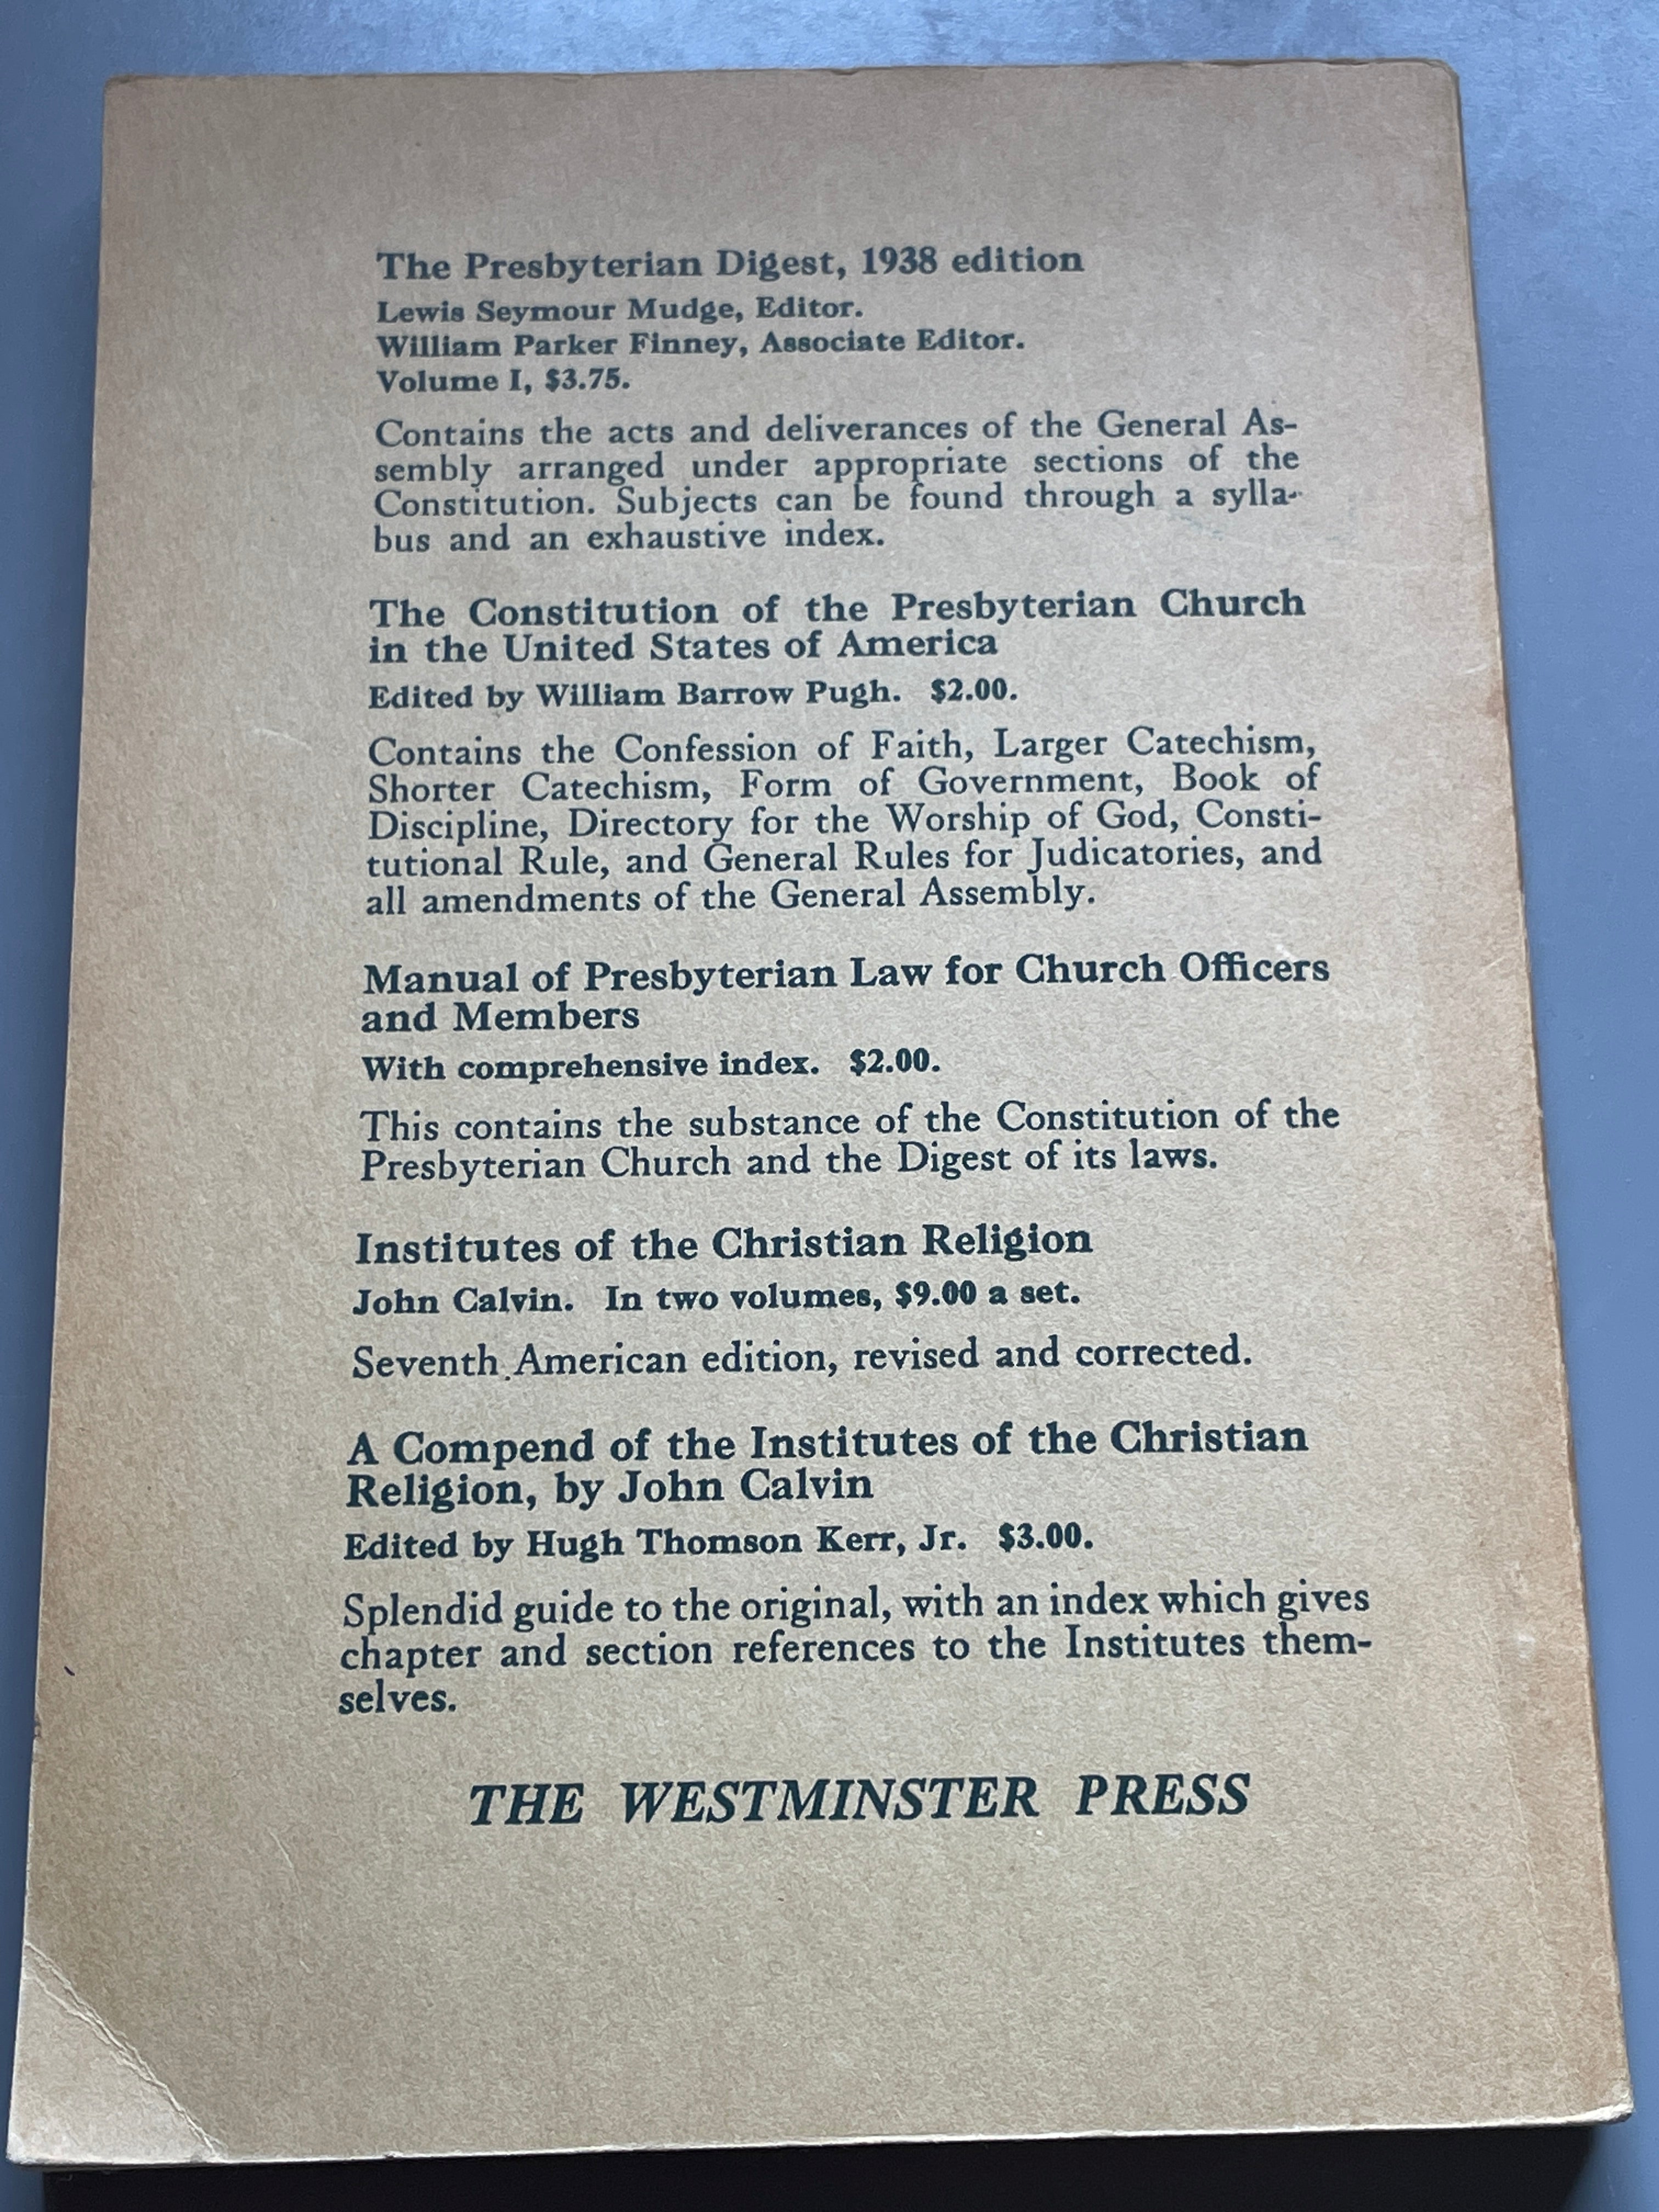 The Presbyterian Digest, 1938 edition
Lewis Seymour Mudge, Editor.
William Parker Finney, Associate Editor.
Volume I, $3.75.
Contains the acts and deliverances of the General As-
sembly arranged under appropriate sections of the
Constitution. Subjects can be found through a sylla-
bus and an exhaustive index.
The Constitution of the Presbyterian Church
in the United States of America
Edited by William Barrow Pugh. $2.00.
Contains the Confession of Faith, Larger Catechism,
Shorter Catechism, Form of Government, Book of
Discipline, Directory for the Worship of God, Consti-
tutional Rule, and General Rules for Judicatories, and
all amendments of the General Assembly.
Manual of Presbyterian Law for Church Officers
and Members
With comprehensive index. $2.00.
This contains the substance of the Constitution of the
Presbyterian Church and the Digest of its laws.
Institutes of the Christian Religion
John Calvin. In two volumes, $9.00 a set.
Seventh American edition, revised and corrected.
A Compend of the Institutes of the Christian
Religion, by John Calvin
Edited by Hugh Thomson Kerr, Jr. $3.00.
Splendid guide to the original, with an index which gives
chapter and section references to the Institutes them-
selves.
THE WESTMINSTER PRESS